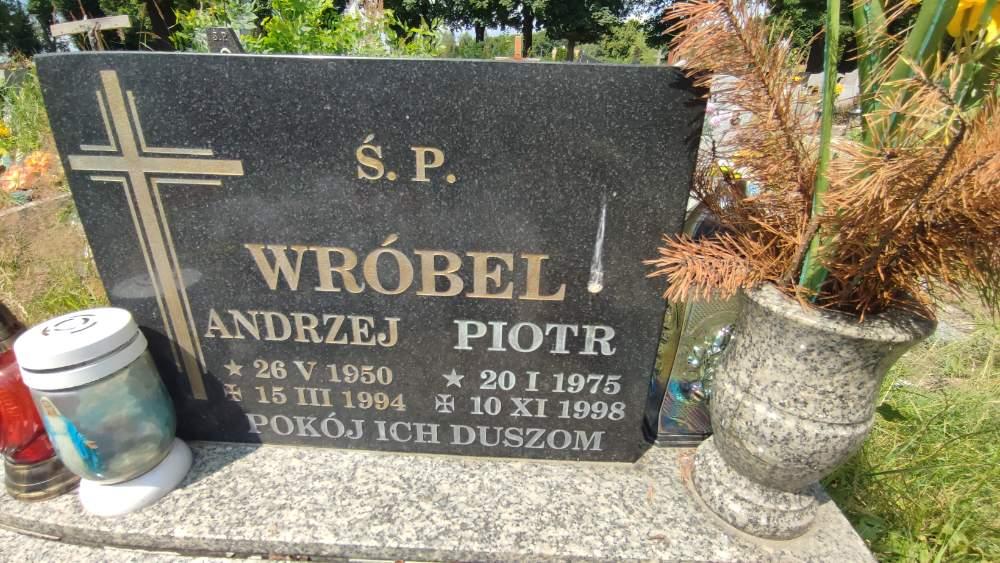 Ś. P.
WRÓBEL
ANDRZEJ PIOTR
★ 26 V 1950 ★ 20 I 1975
✠ 15 III 1994 ✠ 10 XI 1998
POKÓJ ICH DUSZOM